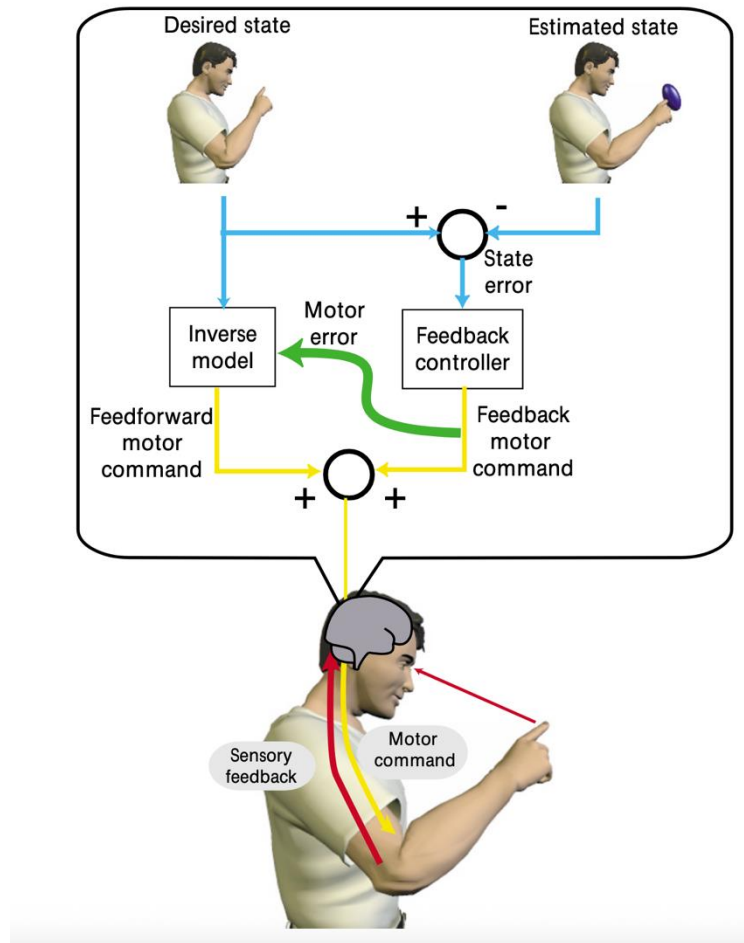 Desired state
Estimated state
+
-
State
error
Motor
error
Inverse
model
Feedback
controller
Feedforward
motor
command
Feedback
motor
command
+
+
Sensory
feedback
Motor
command